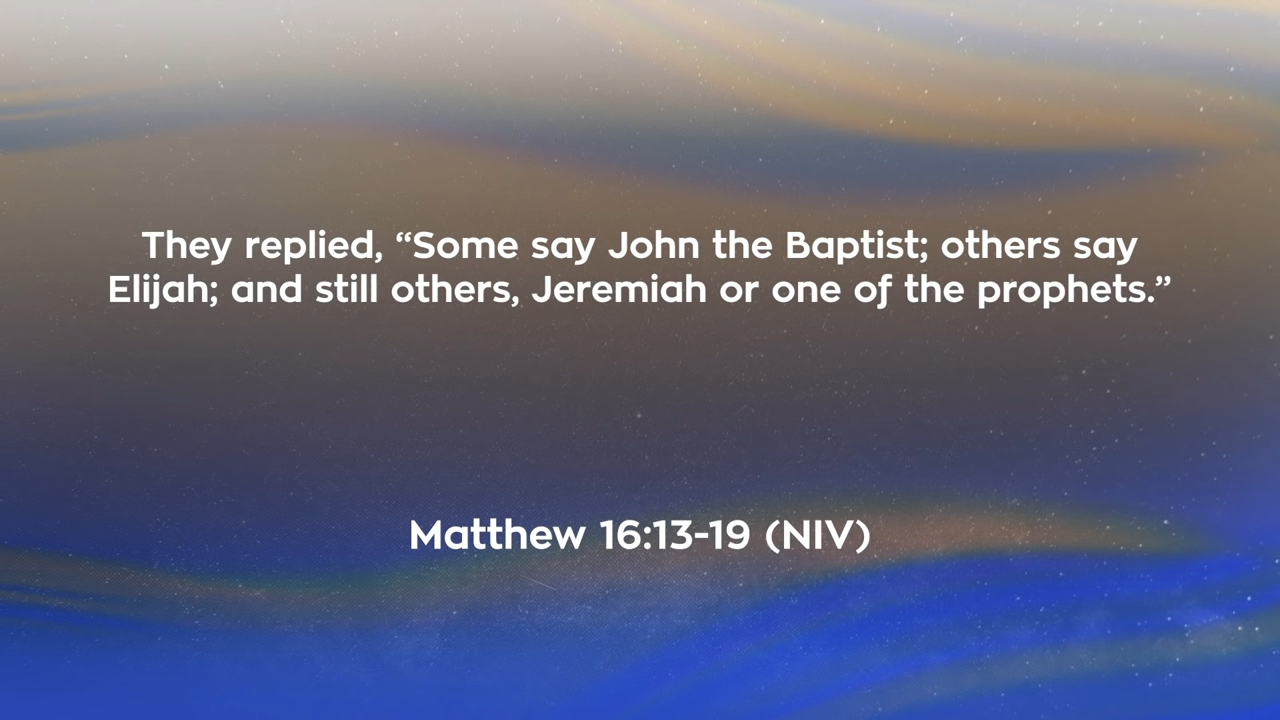 They replied, “Some say John the Baptist; others say
Elijah; and still others, Jeremiah or one of the prophets.”
Matthew 16:13-19 (NIV)